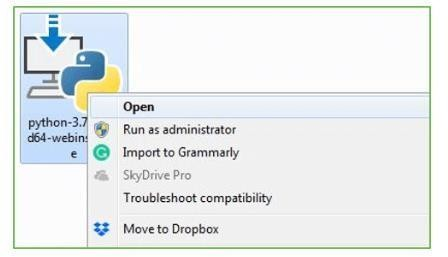 python-3.7
d64-webins
e
Open
Run as administrator
Import to Grammarly
SkyDrive Pro
Troubleshoot compatibility
Move to Dropbox